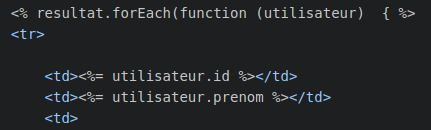 <% resultat.forEach(function (utilisateur)  { %>
<tr>
<td><%= utilisateur.id %></td>
<td><%= utilisateur.prenom %></td>
<td>